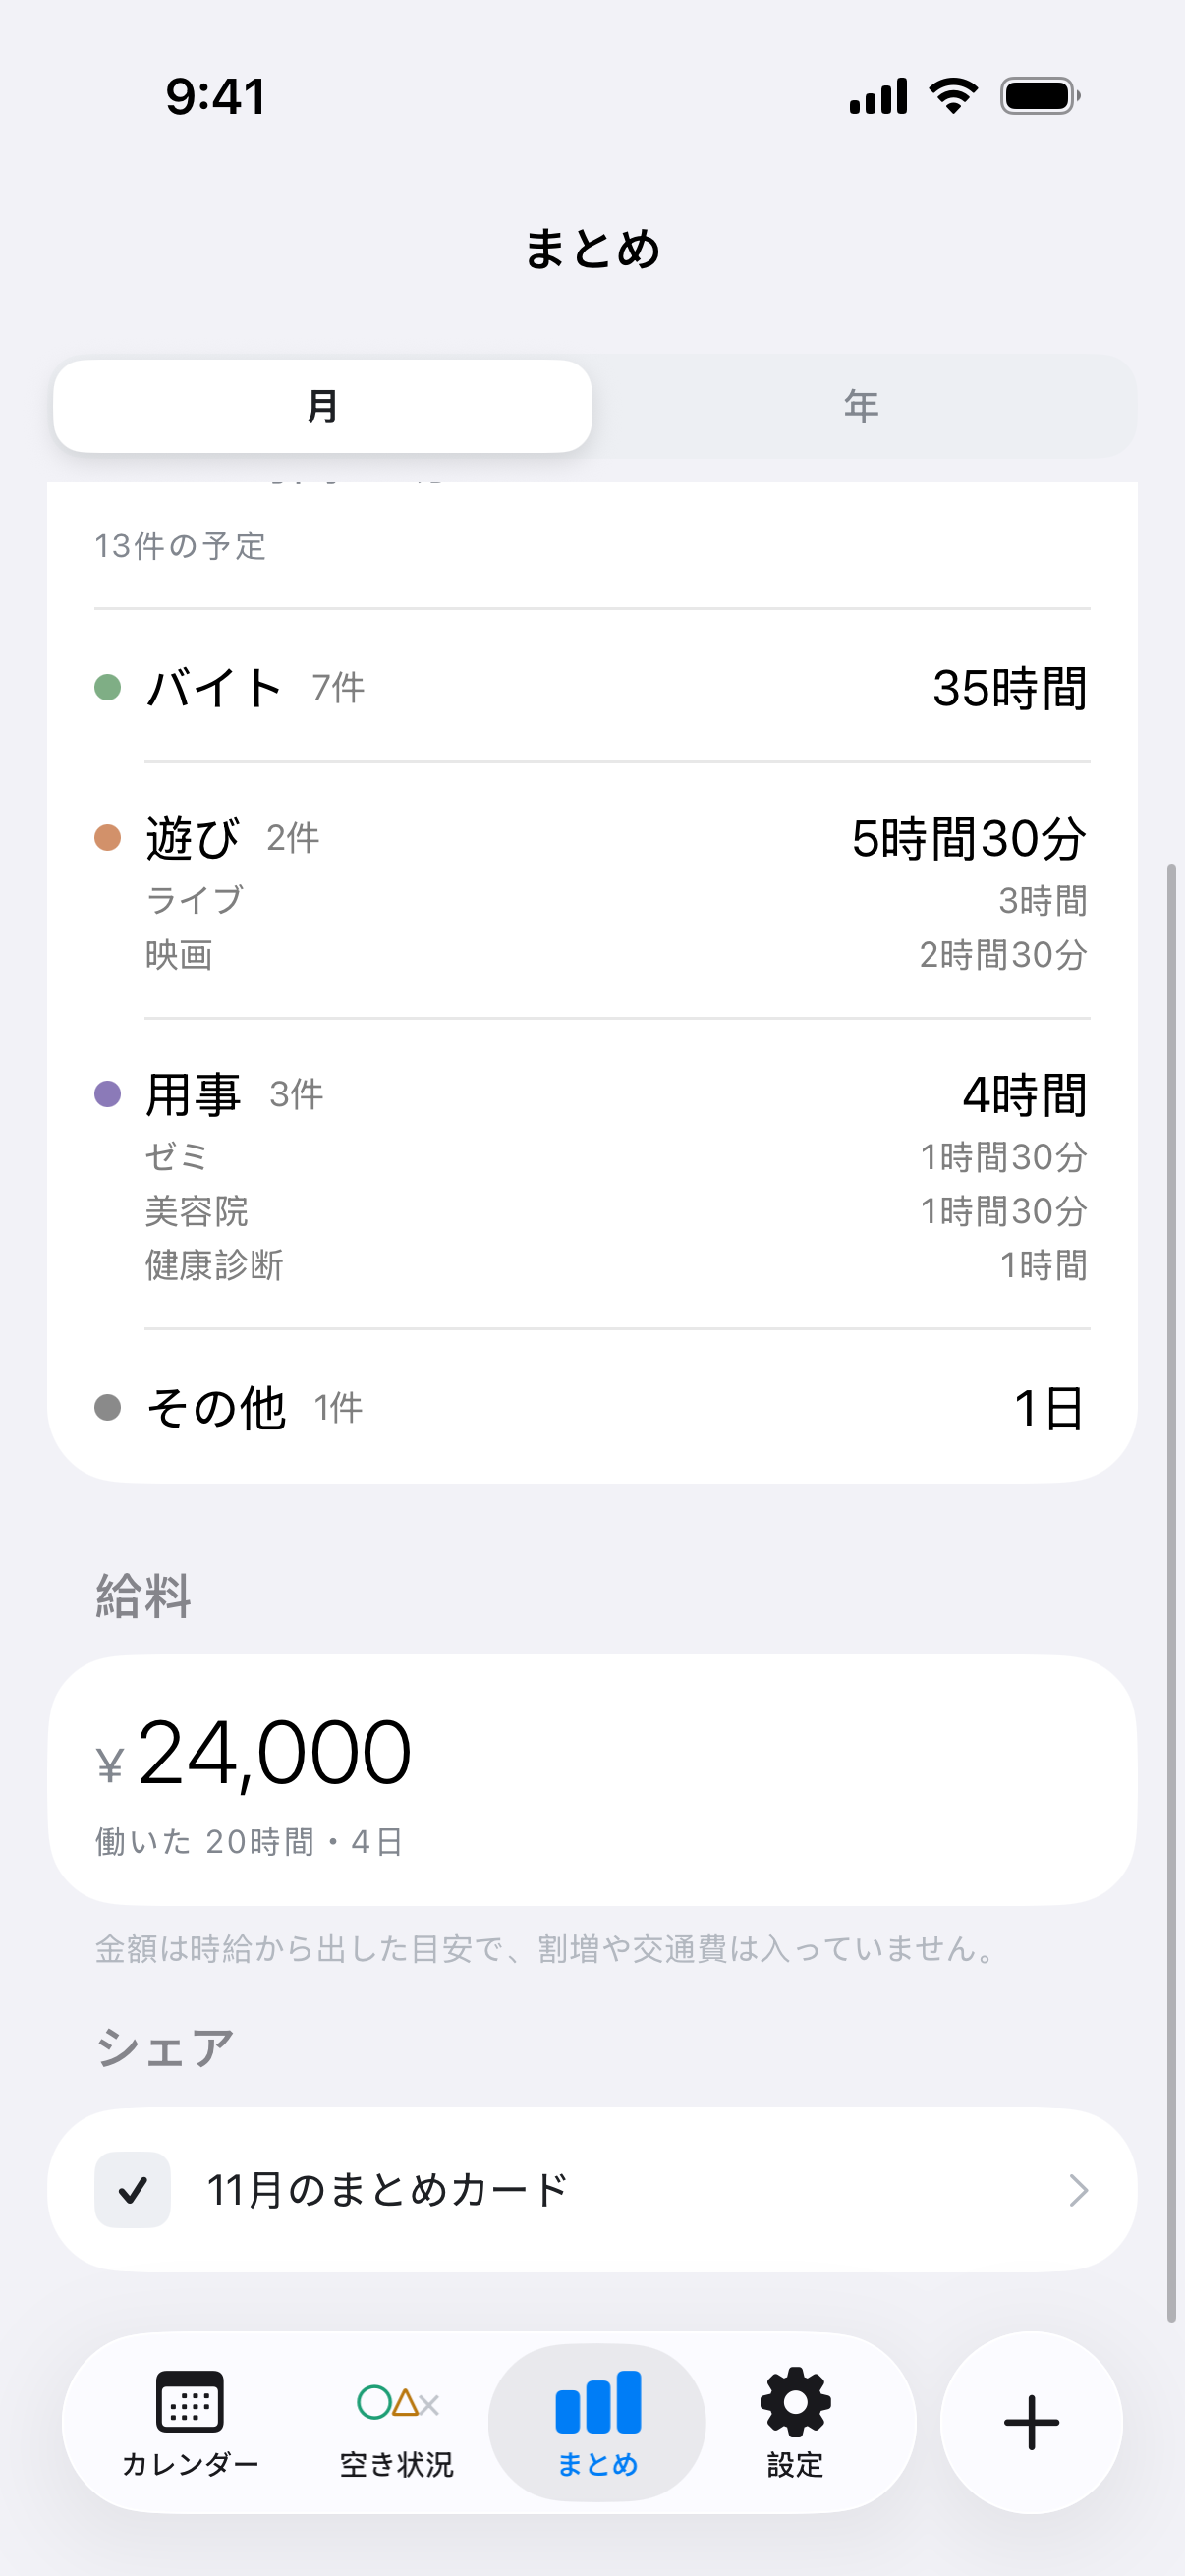 9:41
まとめ
月
年
13件の予定
バイト 7件 35時間
遊び 2件 5時間30分
ライブ 3時間
映画 2時間30分
用事 3件 4時間
ゼミ 1時間30分
美容院 1時間30分
健康診断 1時間
その他 1件 1日
給料
¥24,000
働いた 20時間・4日
金額は時給から出した目安で、割増や交通費は入っていません。
シェア
11月のまとめカード
カレンダー
空き状況
まとめ
設定